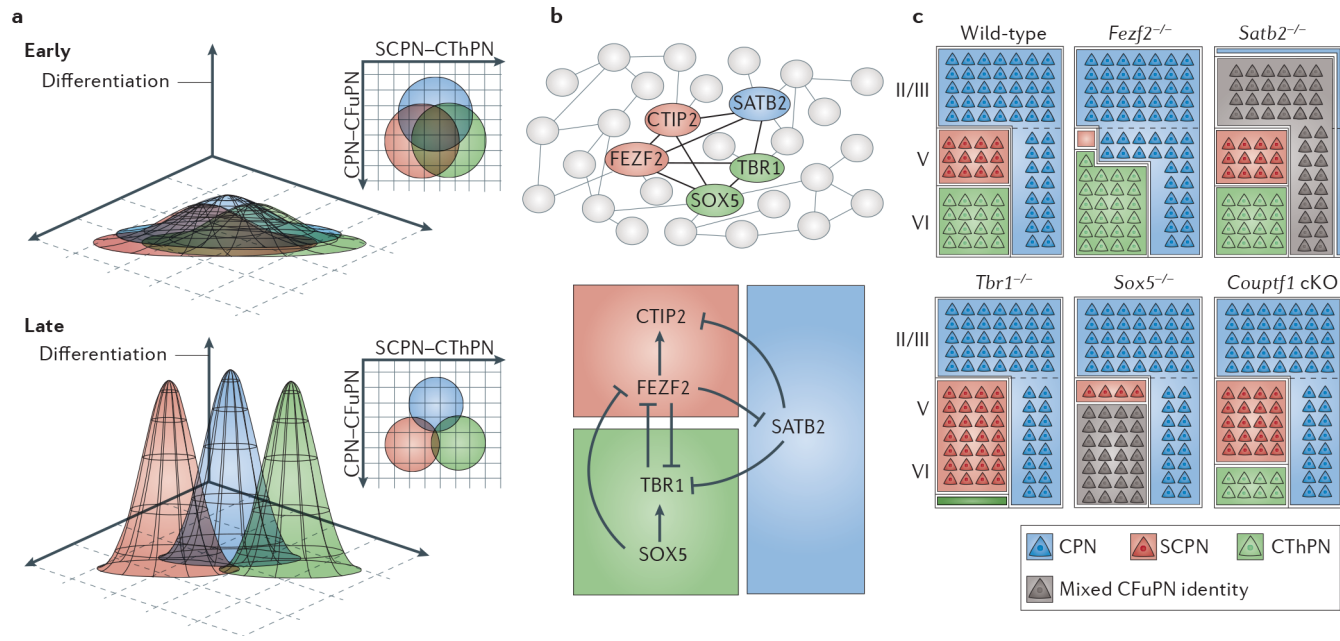 a
Early
Differentiation
SCPN–CThPN
CPN–CFuPN
Late
Differentiation
SCPN–CThPN
CPN–CFuPN
b
SATB2
CTIP2
FEZF2
TBR1
SOX5
CTIP2
FEZF2
SATB2
TBR1
SOX5
c
Wild-type
Fezf2–/–
Satb2–/–
II/III
V
VI
Tbr1–/–
Sox5–/–
Couptf1 cKO
II/III
V
VI
CPN
SCPN
CThPN
Mixed CFuPN identity